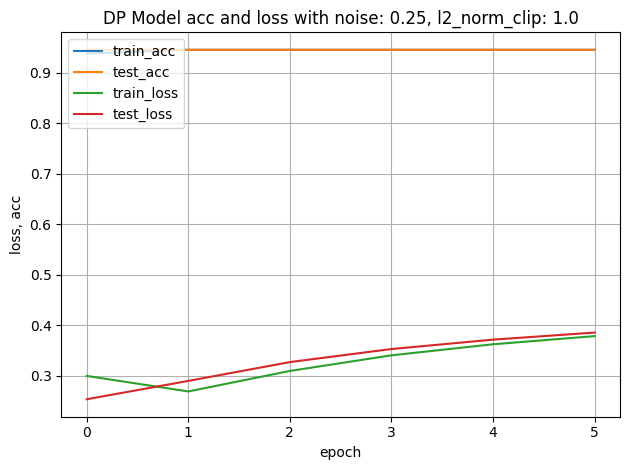 DP Model acc and loss with noise: 0.25, l2_norm_clip: 1.0
train_acc
test_acc
train_loss
test_loss
0.9
0.8
0.7
0.6
0.5
0.4
0.3
loss, acc
0 1 2 3 4 5
epoch